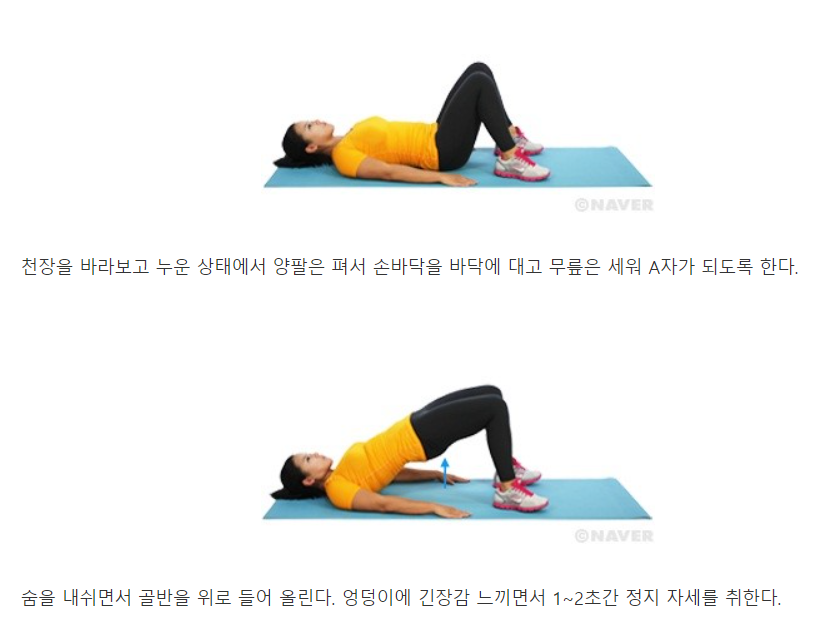 ©NAVER
천장을 바라보고 누운 상태에서 양팔은 펴서 손바닥을 바닥에 대고 무릎은 세워 A자가 되도록 한다.
©NAVER
숨을 내쉬면서 골반을 위로 들어 올린다. 엉덩이에 긴장감 느끼면서 1~2초간 정지 자세를 취한다.